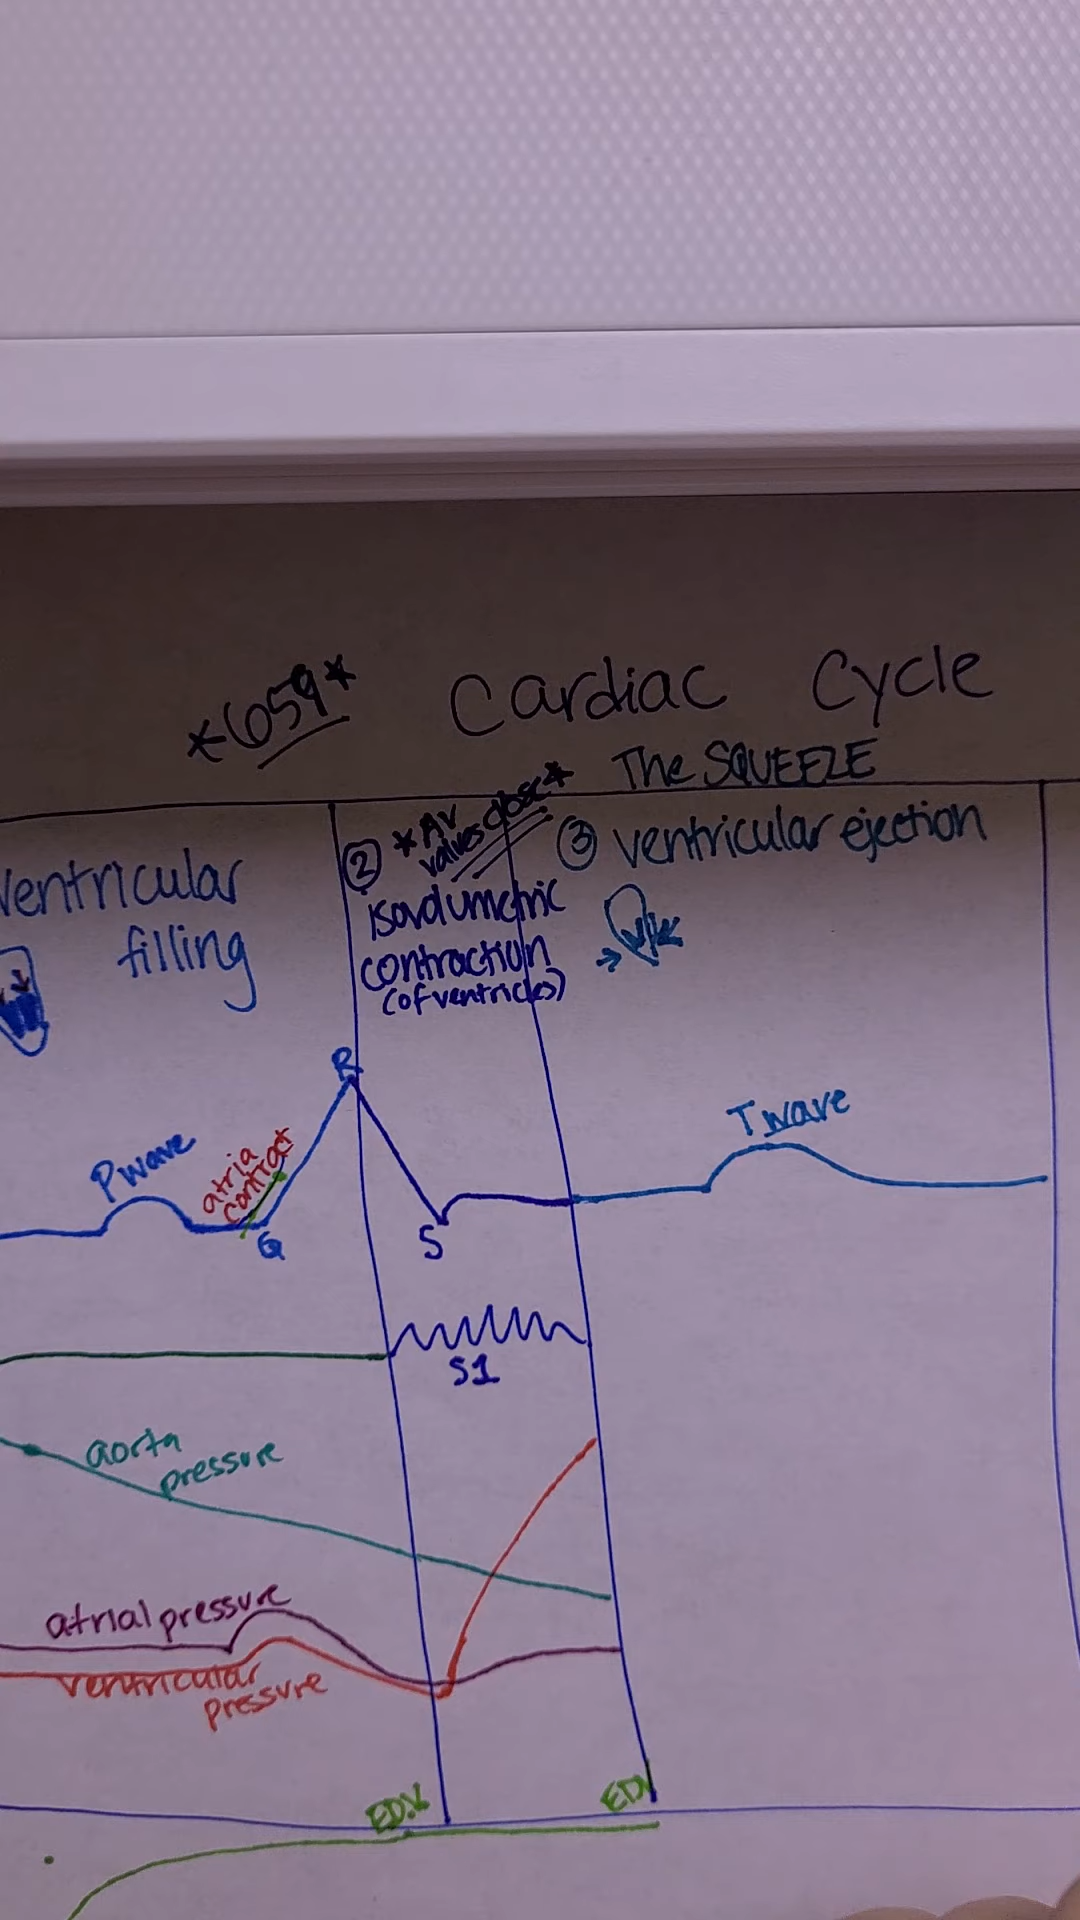 *659*
Cardiac Cycle
The SQUEEZE
ventricular
filling
② *AV
valves close*
isovolumetric
contraction
(of ventricles)
③ ventricular ejection
R
P wave
atria
contract
Q
S
T wave
S1
aorta
pressure
atrial pressure
ventricular
pressure
EDV
EDV